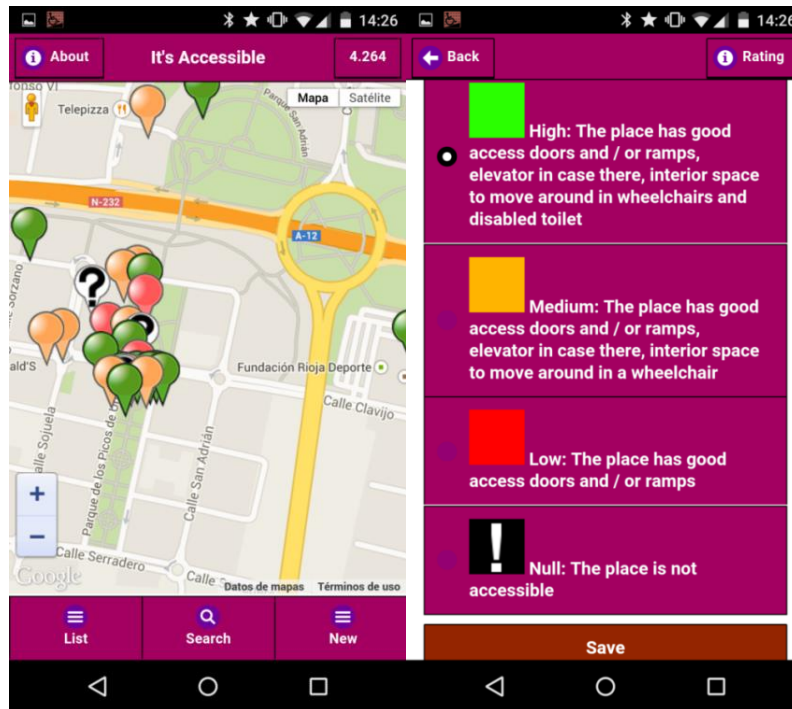 14:26
About
It's Accessible
4.264
fonso VI
Telepizza
Parque San Adrián
Mapa
Satélite
N-232
A-12
Sorzano
ald'S
Fundación Rioja Deporte
Calle Clavijo
alle Sojuela
Parque de los Picos de U
Calle San Adrián
+
-
Calle Serradero
Calle S
Google
Datos de mapas
Términos de uso
List
Search
New
14:26
Back
Rating
High: The place has good
access doors and / or ramps,
elevator in case there, interior space
to move around in wheelchairs and
disabled toilet
Medium: The place has good
access doors and / or ramps,
elevator in case there, interior space
to move around in a wheelchair
Low: The place has good
access doors and / or ramps
Null: The place is not
accessible
Save